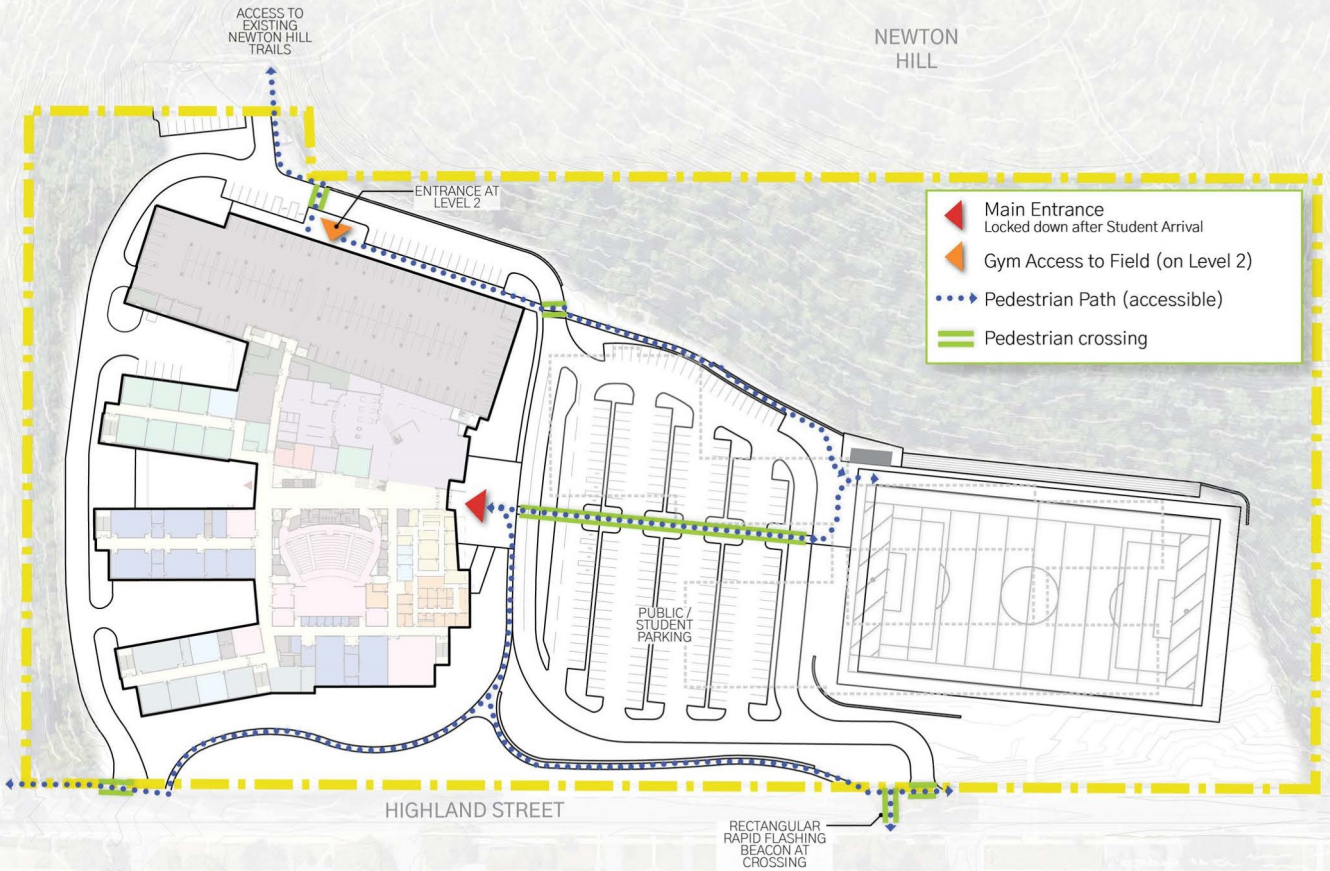 ACCESS TO
EXISTING
NEWTON HILL
TRAILS
NEWTON
HILL
ENTRANCE AT
LEVEL 2
Main Entrance
Locked down after Student Arrival
Gym Access to Field (on Level 2)
Pedestrian Path (accessible)
Pedestrian crossing
PUBLIC /
STUDENT
PARKING
HIGHLAND STREET
RECTANGULAR
RAPID FLASHING
BEACON AT
CROSSING